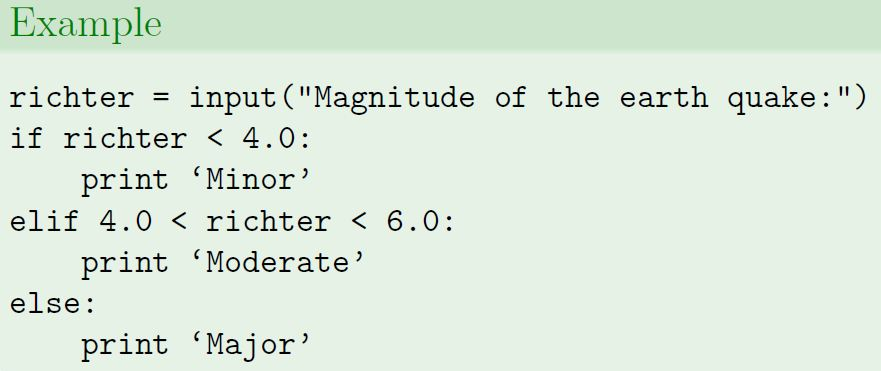 Example
richter = input("Magnitude of the earth quake:")
if richter < 4.0:
    print ‘Minor’
elif 4.0 < richter < 6.0:
    print ‘Moderate’
else:
    print ‘Major’